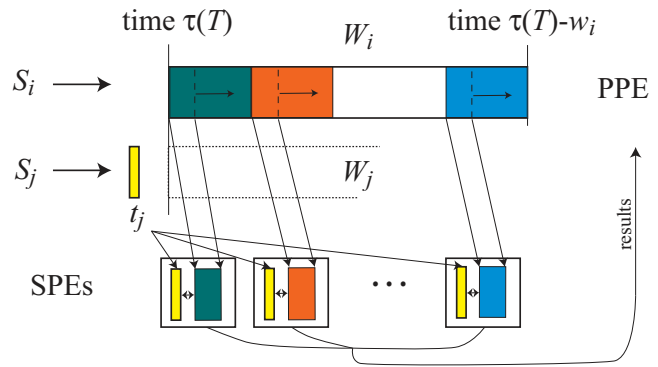 time τ(T)
W_i
time τ(T)-w_i
S_i
PPE
S_j
W_j
t_j
SPEs
...
results